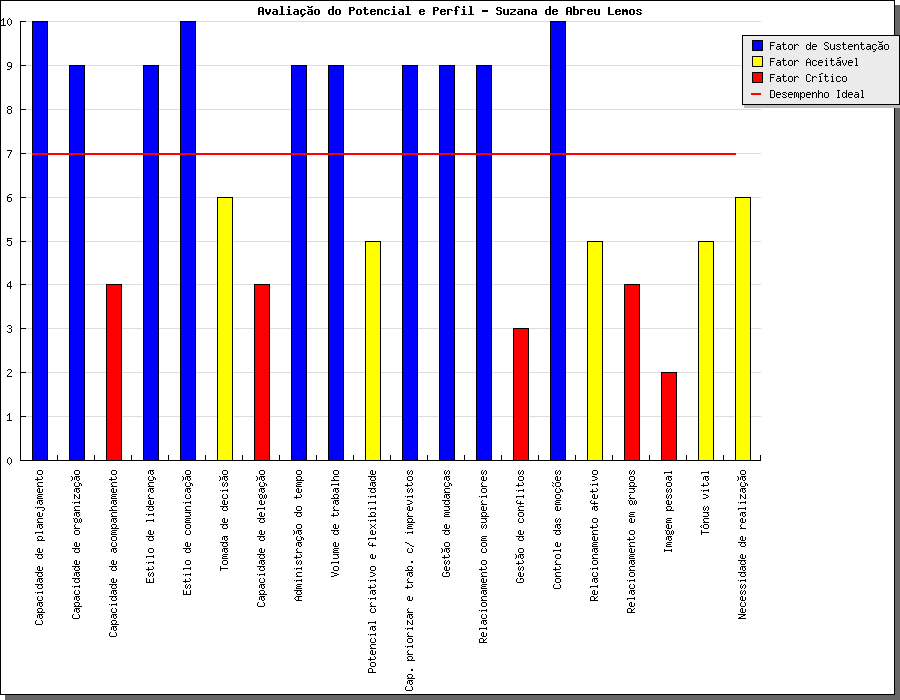 Avaliação do Potencial e Perfil - Suzana de Abreu Lemos
Fator de Sustentação
Fator Aceitável
Fator Crítico
Desempenho Ideal
10
9
8
7
6
5
4
3
2
1
0
Capacidade de planejamento
Capacidade de organização
Capacidade de acompanhamento
Estilo de liderança
Estilo de comunicação
Tomada de decisão
Capacidade de delegação
Administração do tempo
Volume de trabalho
Potencial criativo e flexibilidade
Cap. priorizar e trab. c/ imprevistos
Gestão de mudanças
Relacionamento com superiores
Gestão de conflitos
Controle das emoções
Relacionamento afetivo
Relacionamento em grupos
Imagem pessoal
Tônus vital
Necessidade de realização